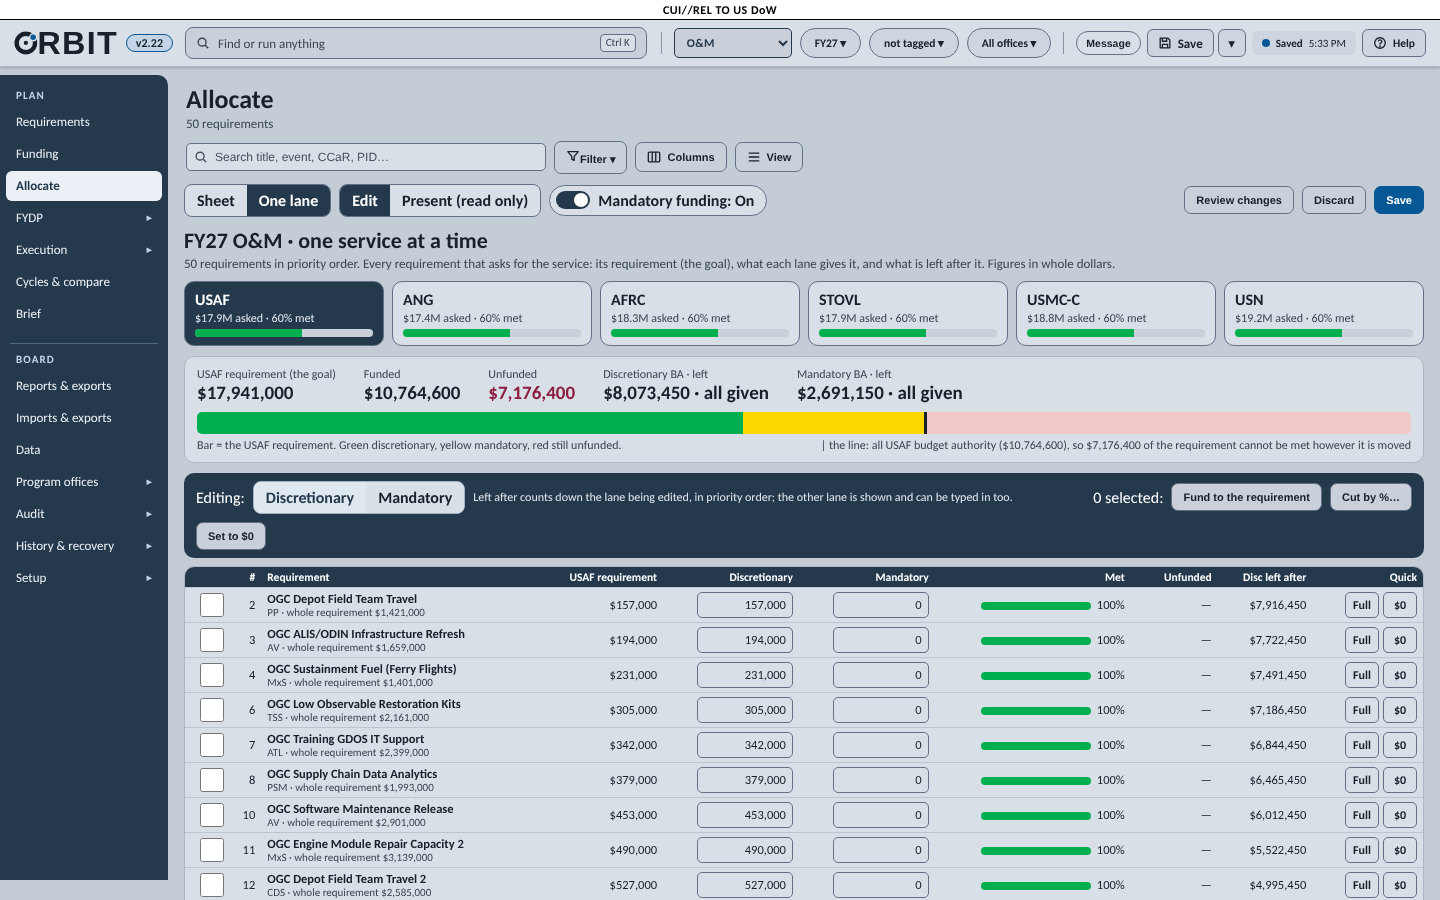 CUI//REL TO US DoW
ORBIT v2.22 Find or run anything Ctrl K O&M FY27 ▾ not tagged ▾ All offices ▾ Message Save ▾ Saved 5:33 PM Help
PLAN
Requirements
Funding
Allocate
FYDP ▸
Execution ▸
Cycles & compare
Brief
BOARD
Reports & exports
Imports & exports
Data
Program offices ▸
Audit ▸
History & recovery ▸
Setup ▸
Allocate
50 requirements
Search title, event, CCaR, PID… Filter ▾ Columns View
Sheet One lane Edit Present (read only) Mandatory funding: On Review changes Discard Save
FY27 O&M · one service at a time
50 requirements in priority order. Every requirement that asks for the service: its requirement (the goal), what each lane gives it, and what is left after it. Figures in whole dollars.
USAF ANG AFRC STOVL USMC-C USN
$17.9M asked · 60% met $17.4M asked · 60% met $18.3M asked · 60% met $17.9M asked · 60% met $18.8M asked · 60% met $19.2M asked · 60% met
USAF requirement (the goal) Funded Unfunded Discretionary BA · left Mandatory BA · left
$17,941,000 $10,764,600 $7,176,400 $8,073,450 · all given $2,691,150 · all given
Bar = the USAF requirement. Green discretionary, yellow mandatory, red still unfunded. | the line: all USAF budget authority ($10,764,600), so $7,176,400 of the requirement cannot be met however it is moved
Editing: Discretionary Mandatory Left after counts down the lane being edited, in priority order; the other lane is shown and can be typed in too. 0 selected: Fund to the requirement Cut by %…
Set to $0
# Requirement USAF requirement Discretionary Mandatory Met Unfunded Disc left after Quick
2 OGC Depot Field Team Travel $157,000 157,000 0 100% — $7,916,450 Full $0
PP · whole requirement $1,421,000
3 OGC ALIS/ODIN Infrastructure Refresh $194,000 194,000 0 100% — $7,722,450 Full $0
AV · whole requirement $1,659,000
4 OGC Sustainment Fuel (Ferry Flights) $231,000 231,000 0 100% — $7,491,450 Full $0
MxS · whole requirement $1,401,000
6 OGC Low Observable Restoration Kits $305,000 305,000 0 100% — $7,186,450 Full $0
TSS · whole requirement $2,161,000
7 OGC Training GDOS IT Support $342,000 342,000 0 100% — $6,844,450 Full $0
ATL · whole requirement $2,399,000
8 OGC Supply Chain Data Analytics $379,000 379,000 0 100% — $6,465,450 Full $0
PSM · whole requirement $1,993,000
10 OGC Software Maintenance Release $453,000 453,000 0 100% — $6,012,450 Full $0
AV · whole requirement $2,901,000
11 OGC Engine Module Repair Capacity 2 $490,000 490,000 0 100% — $5,522,450 Full $0
MxS · whole requirement $3,139,000
12 OGC Depot Field Team Travel 2 $527,000 527,000 0 100% — $4,995,450 Full $0
CDS · whole requirement $2,585,000